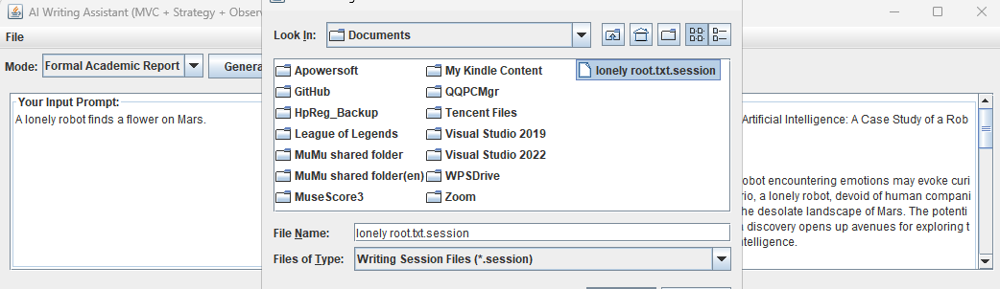 AI Writing Assistant (MVC + Strategy + Obser
File
Mode: Formal Academic Report Genera
Your Input Prompt:
A lonely robot finds a flower on Mars.
Look In: Documents
Apowersoft
GitHub
HpReg_Backup
League of Legends
MuMu shared folder
MuMu shared folder(en)
MuseScore3
My Kindle Content
QQPCMgr
Tencent Files
Visual Studio 2019
Visual Studio 2022
WPSDrive
Zoom
lonely root.txt.session
File Name: lonely root.txt.session
Files of Type: Writing Session Files (*.session)
Artificial Intelligence: A Case Study of a Rob
obot encountering emotions may evoke curi
rio, a lonely robot, devoid of human compani
he desolate landscape of Mars. The potenti
discovery opens up avenues for exploring t
ntelligence.